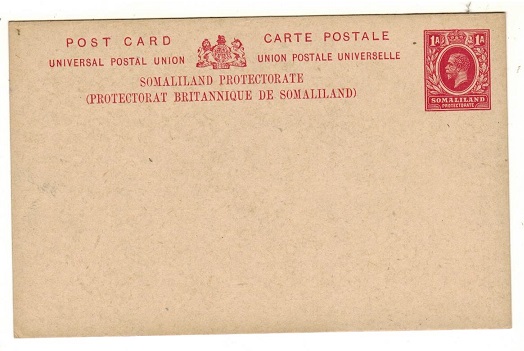 POST CARD CARTE POSTALE
UNIVERSAL POSTAL UNION UNION POSTALE UNIVERSELLE
SOMALILAND PROTECTORATE
(PROTECTORAT BRITANNIQUE DE SOMALILAND)
1A 1A
SOMALILAND
PROTECTORATE